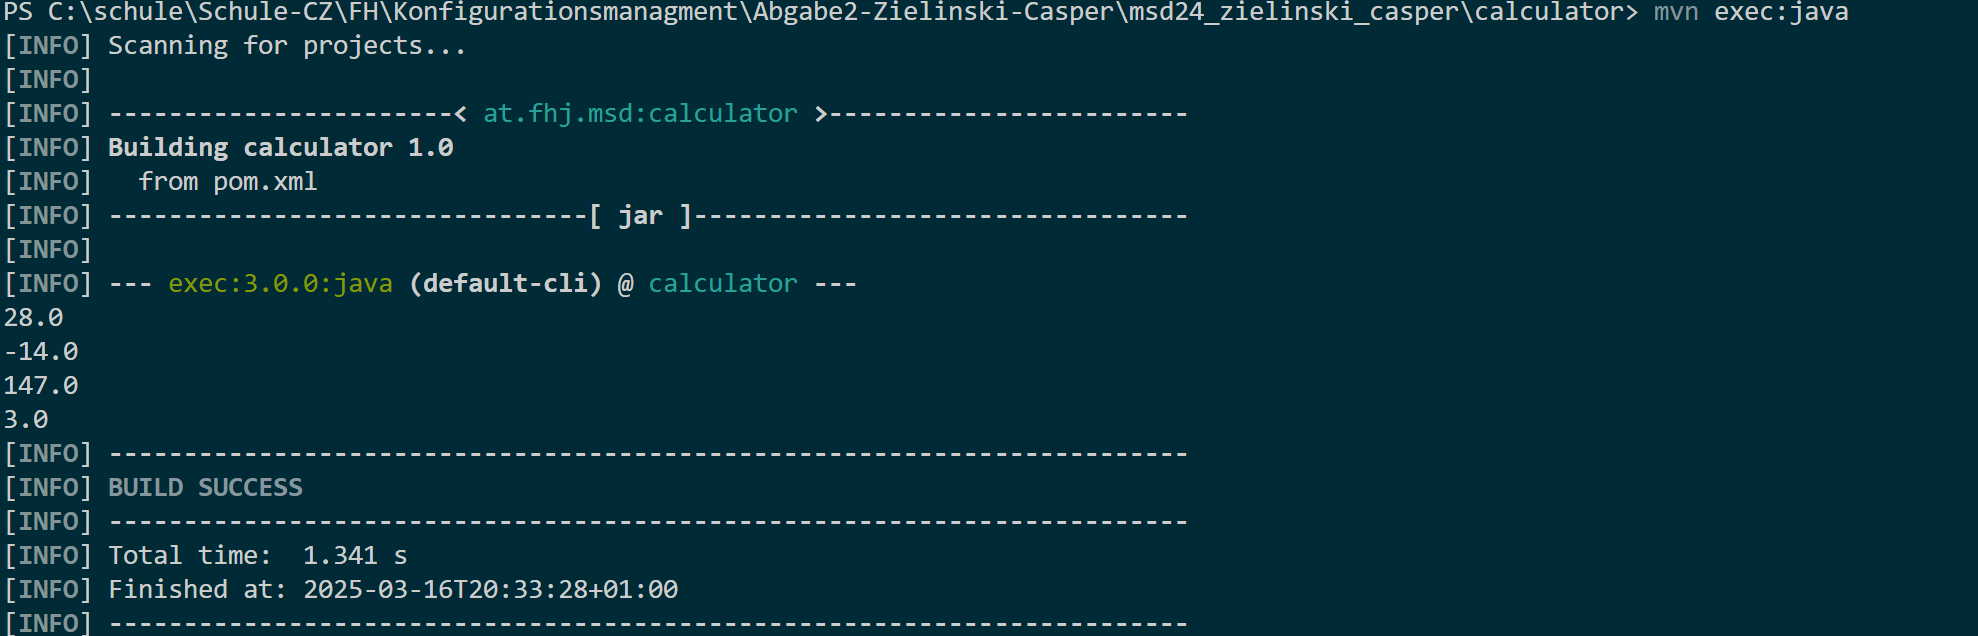 PS C:\schule\Schule-CZ\FH\Konfigurationsmanagment\Abgabe2-Zielinski-Casper\msd24_zielinski_casper\calculator> mvn exec:java
[INFO] Scanning for projects...
[INFO]
[INFO] -----------------------< at.fhj.msd:calculator >------------------------
[INFO] Building calculator 1.0
[INFO]   from pom.xml
[INFO] --------------------------------[ jar ]---------------------------------
[INFO]
[INFO] --- exec:3.0.0:java (default-cli) @ calculator ---
28.0
-14.0
147.0
3.0
[INFO] ------------------------------------------------------------------------
[INFO] BUILD SUCCESS
[INFO] ------------------------------------------------------------------------
[INFO] Total time:  1.341 s
[INFO] Finished at: 2025-03-16T20:33:28+01:00
[INFO] ------------------------------------------------------------------------